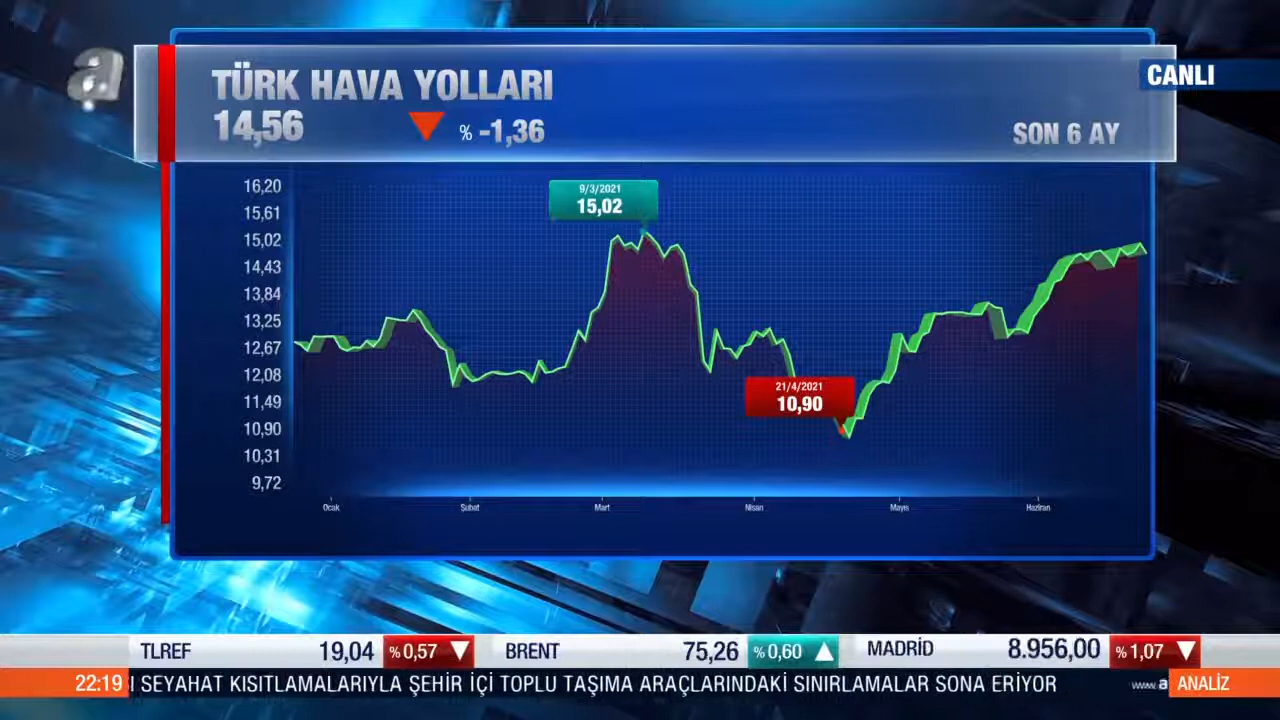 a
TÜRK HAVA YOLLARI
14,56 % -1,36
SON 6 AY
CANLI
16,20
15,61
15,02
14,43
13,84
13,25
12,67
12,08
11,49
10,90
10,31
9,72
9/3/2021
15,02
21/4/2021
10,90
Ocak Şubat Mart Nisan Mayıs Haziran
TLREF 19,04 %0,57 BRENT 75,26 %0,60 MADRİD 8.956,00 %1,07
22:19 SEYAHAT KISITLAMALARIYLA ŞEHİR İÇİ TOPLU TAŞIMA ARAÇLARINDAKİ SINIRLAMALAR SONA ERİYOR www.a ANALİZ